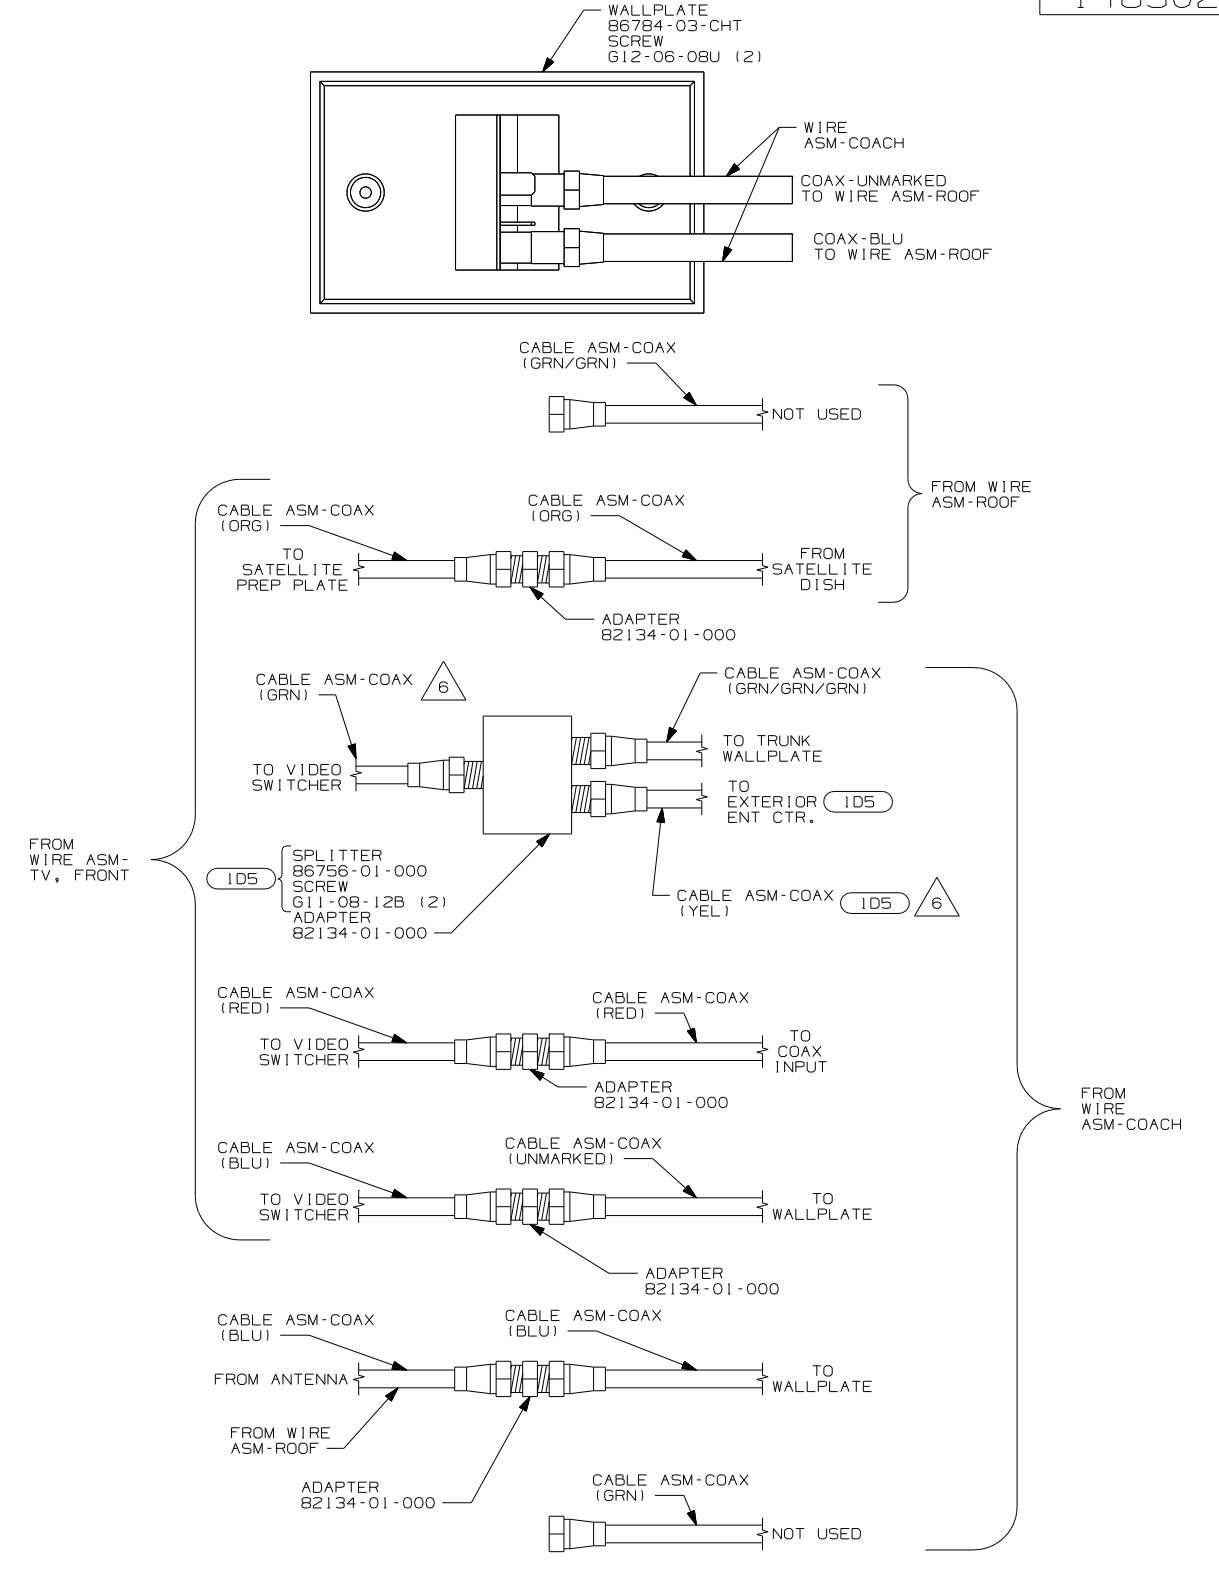 WALLPLATE
86784-03-CHT
SCREW
G12-06-08U (2)
WIRE
ASM-COACH
COAX-UNMARKED
TO WIRE ASM-ROOF
COAX-BLU
TO WIRE ASM-ROOF
CABLE ASM-COAX
(GRN/GRN)
NOT USED
FROM WIRE
ASM-ROOF
CABLE ASM-COAX
(ORG)
CABLE ASM-COAX
(ORG)
TO
SATELLITE
PREP PLATE
FROM
SATELLITE
DISH
ADAPTER
82134-01-000
CABLE ASM-COAX
(GRN)
6
CABLE ASM-COAX
(GRN/GRN/GRN)
TO VIDEO
SWITCHER
TO TRUNK
WALLPLATE
TO
EXTERIOR
ENT CTR.
1D5
FROM
WIRE ASM-
TV, FRONT
1D5
SPLITTER
86756-01-000
SCREW
G11-08-12B (2)
ADAPTER
82134-01-000
CABLE ASM-COAX
(YEL)
1D5
6
CABLE ASM-COAX
(RED)
CABLE ASM-COAX
(RED)
TO VIDEO
SWITCHER
TO
COAX
INPUT
ADAPTER
82134-01-000
FROM
WIRE
ASM-COACH
CABLE ASM-COAX
(BLU)
CABLE ASM-COAX
(UNMARKED)
TO VIDEO
SWITCHER
TO
WALLPLATE
ADAPTER
82134-01-000
CABLE ASM-COAX
(BLU)
CABLE ASM-COAX
(BLU)
FROM ANTENNA
TO
WALLPLATE
FROM WIRE
ASM-ROOF
ADAPTER
82134-01-000
CABLE ASM-COAX
(GRN)
NOT USED